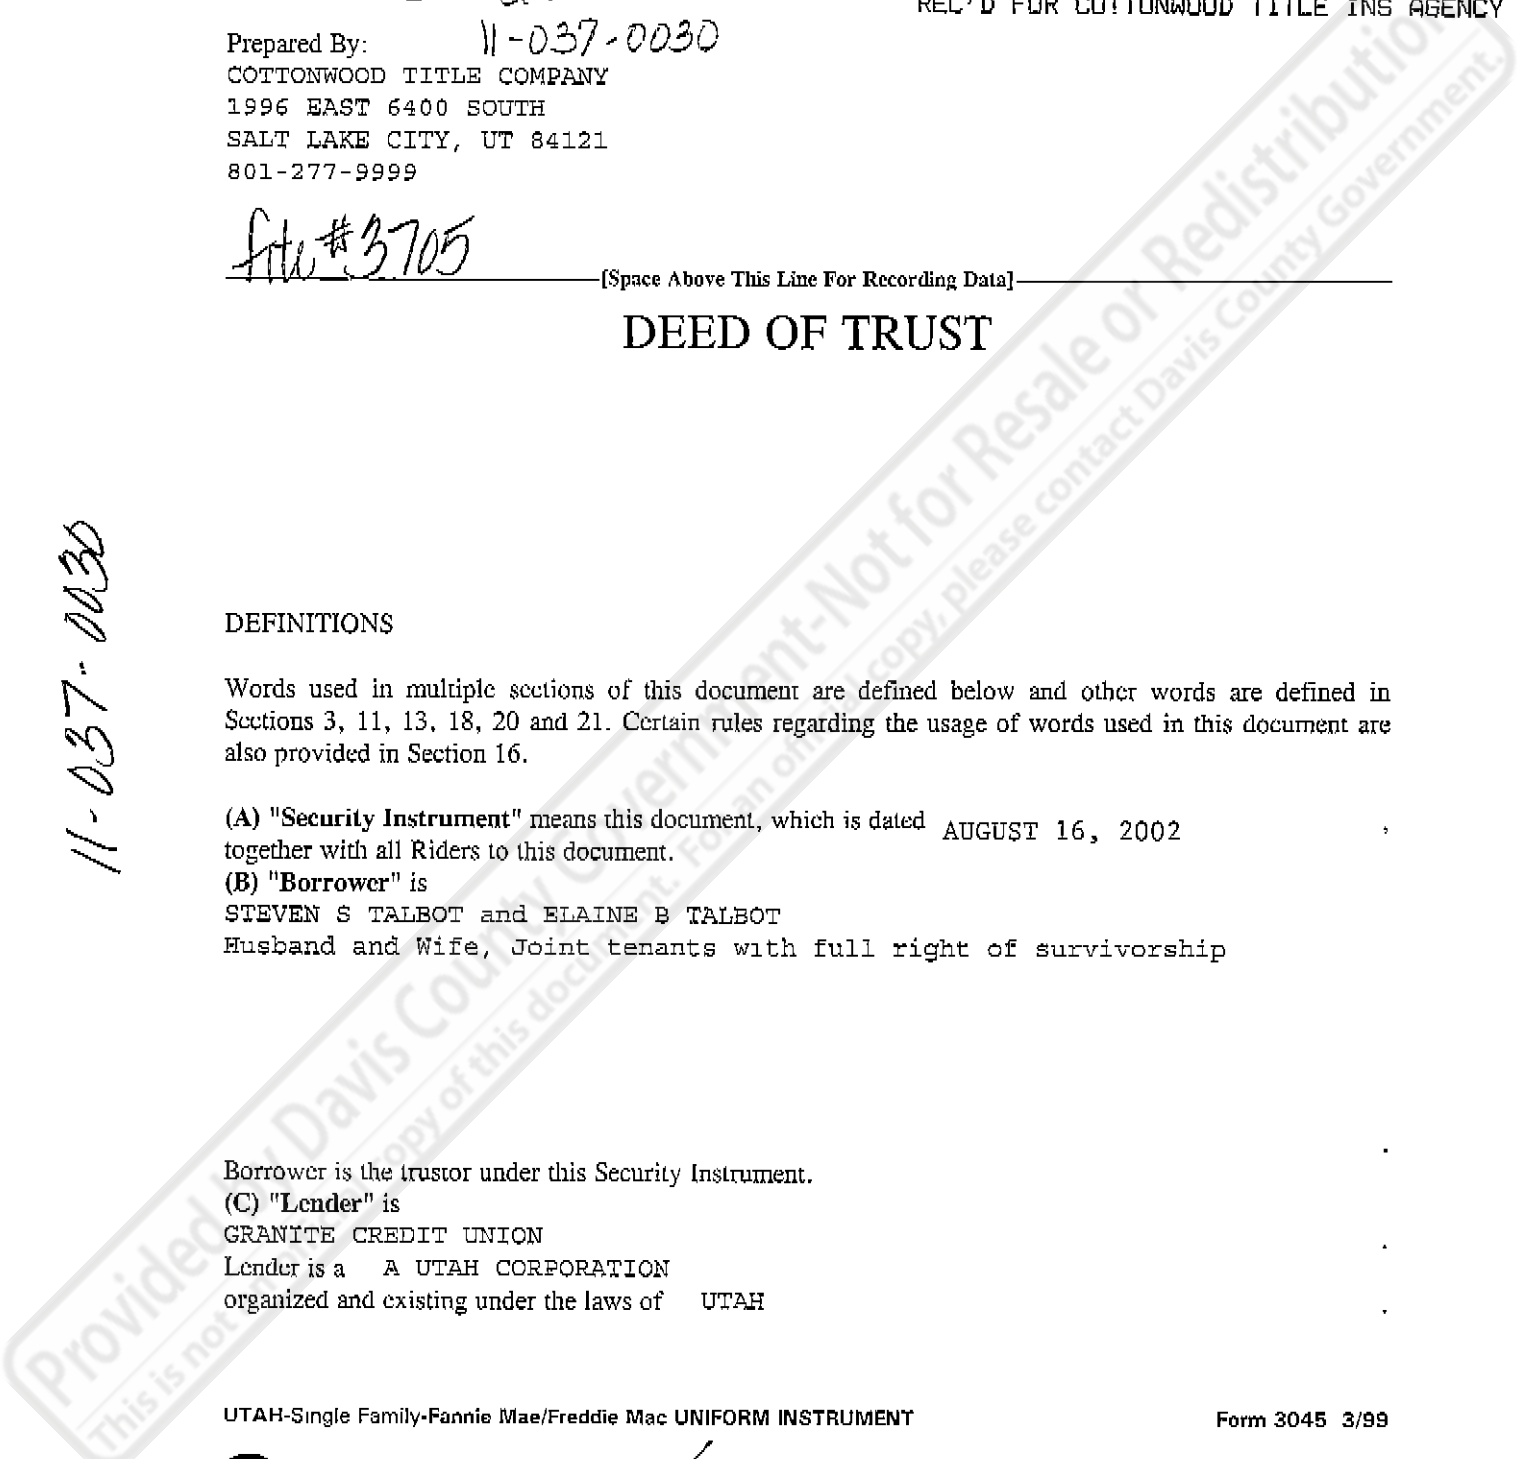 REC'D FOR COTTONWOOD TITLE INS AGENCY
11-037-0030
Prepared By:
COTTONWOOD TITLE COMPANY
1996 EAST 6400 SOUTH
SALT LAKE CITY, UT 84121
801-277-9999
#3705
[Space Above This Line For Recording Data]
DEED OF TRUST
11-037-0030
DEFINITIONS
Words used in multiple sections of this document are defined below and other words are defined in
Sections 3, 11, 13, 18, 20 and 21. Certain rules regarding the usage of words used in this document are
also provided in Section 16.
(A) "Security Instrument" means this document, which is dated AUGUST 16, 2002 ,
together with all Riders to this document.
(B) "Borrower" is
STEVEN S TALBOT and ELAINE B TALBOT
Husband and Wife, Joint tenants with full right of survivorship
.
Borrower is the trustor under this Security Instrument.
(C) "Lender" is
GRANITE CREDIT UNION .
Lender is a A UTAH CORPORATION
organized and existing under the laws of UTAH .
UTAH-Single Family-Fannie Mae/Freddie Mac UNIFORM INSTRUMENT Form 3045 3/99
Provided by Davis County Government-Not for Resale or Redistribution.
This is not an official copy of this document. For an official copy, please contact Davis County Government.